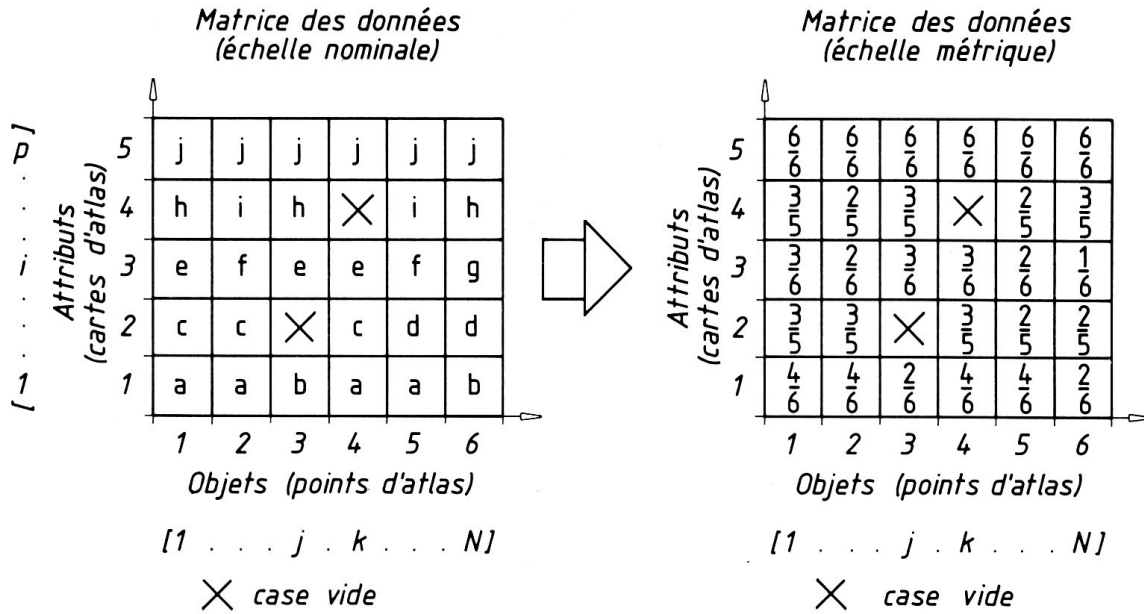 Matrice des données
(échelle nominale)
Attributs
(cartes d'atlas)
[1 . . . . i . . . p]
5 j j j j j j
4 h i h × i h
3 e f e e f g
2 c c × c d d
1 a a b a a b
1 2 3 4 5 6
Objets (points d'atlas)
[1 . . . j . k . . . N]
× case vide
Matrice des données
(échelle métrique)
Attributs
(cartes d'atlas)
5 6/6 6/6 6/6 6/6 6/6 6/6
4 3/5 2/5 3/5 × 2/5 3/5
3 3/6 2/6 3/6 3/6 2/6 1/6
2 3/5 3/5 × 3/5 2/5 2/5
1 4/6 4/6 2/6 4/6 4/6 2/6
1 2 3 4 5 6
Objets (points d'atlas)
[1 . . . j . k . . . N]
× case vide